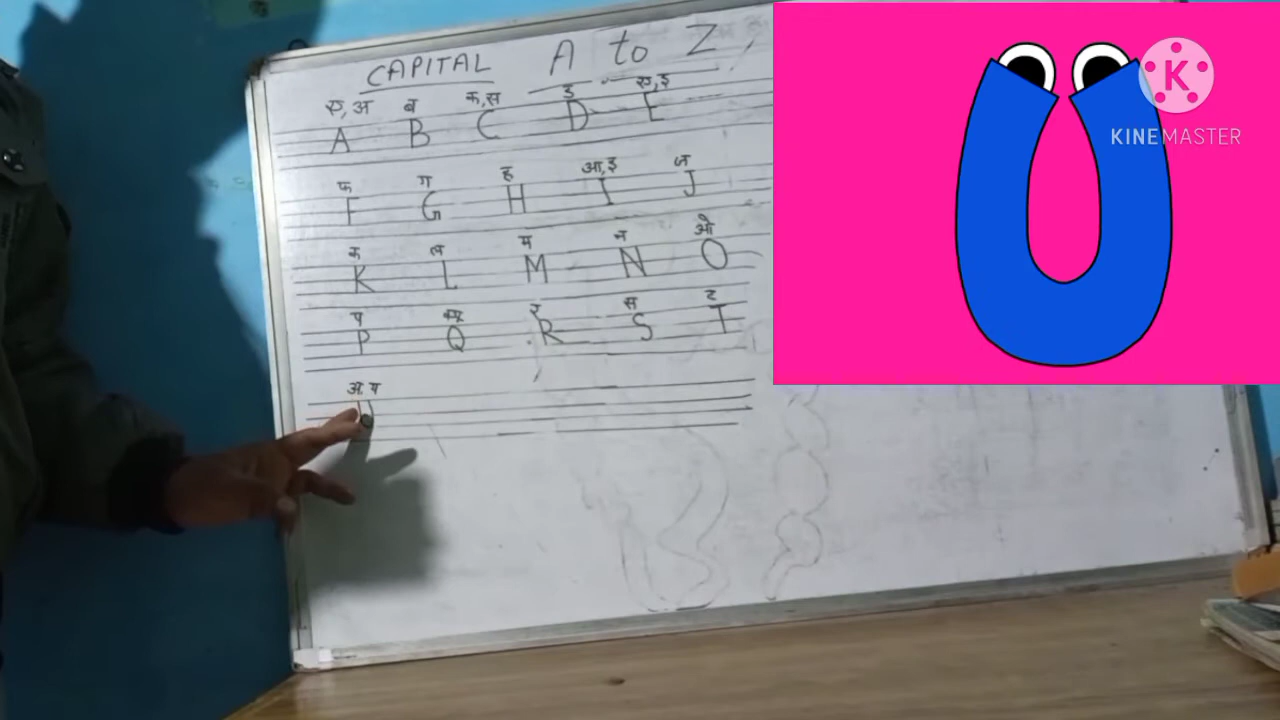 CAPITAL A to Z
ए,अ ब क,स ड ए,इ
A B C D E
फ ग ह आ,इ ज
F G H I J
क ल म न ओ
K L M N O
प क्य र स ट
P Q R S T
अ,य
U
U
KINEMASTER